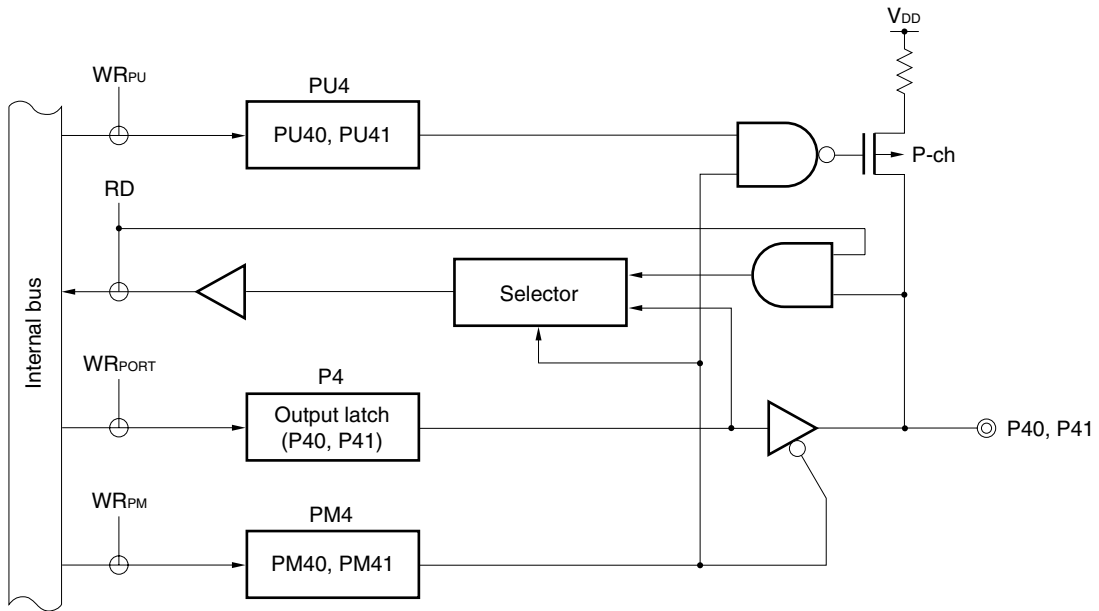 VDD
WRPU
PU4
PU40, PU41
P-ch
RD
Selector
Internal bus
WRPORT
P4
Output latch
(P40, P41)
P40, P41
WRPM
PM4
PM40, PM41